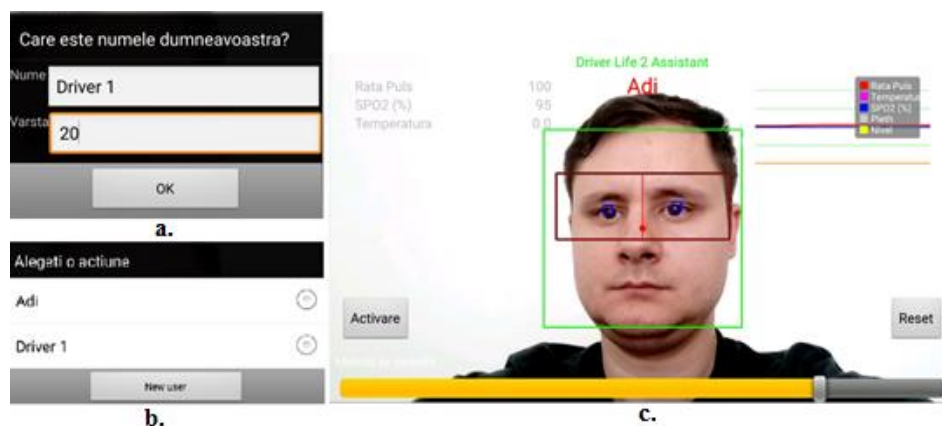 Care este numele dumneavoastra?
Nume
Driver 1
Varsta
20
OK
a.
Alegeti o actiune
Adi
Driver 1
New user
b.
Driver Life 2 Assistant
Adi
Rata Puls 100
SPO2 (%) 95
Temperatura 0.0
Rata Puls
Temperatura
SPO2 (%)
Pleth
Nivel
Activare
Reset
c.